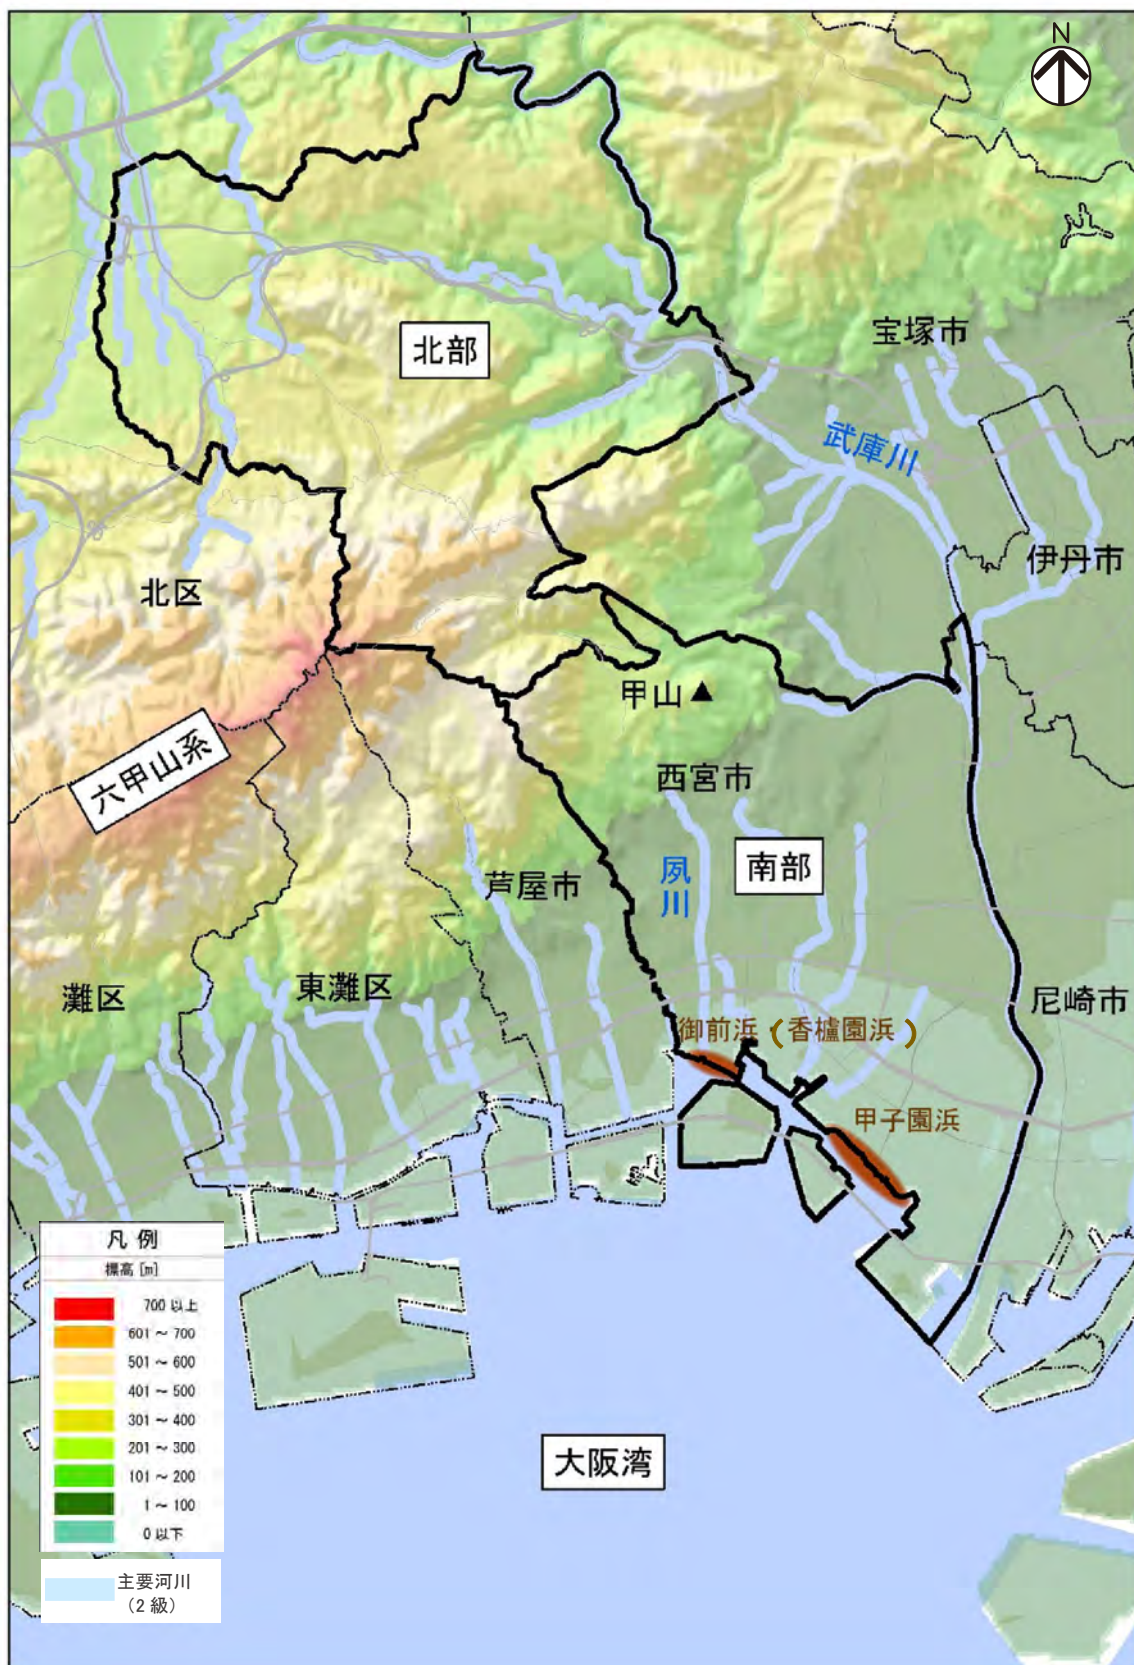 N
宝塚市
北部
武庫川
伊丹市
北区
甲山▲
六甲山系
西宮市
夙川
南部
芦屋市
灘区
東灘区
尼崎市
御前浜（香櫨園浜）
甲子園浜
大阪湾
凡例
標高 [m]
700 以上
601 ～ 700
501 ～ 600
401 ～ 500
301 ～ 400
201 ～ 300
101 ～ 200
1 ～ 100
0 以下
主要河川
（2 級）